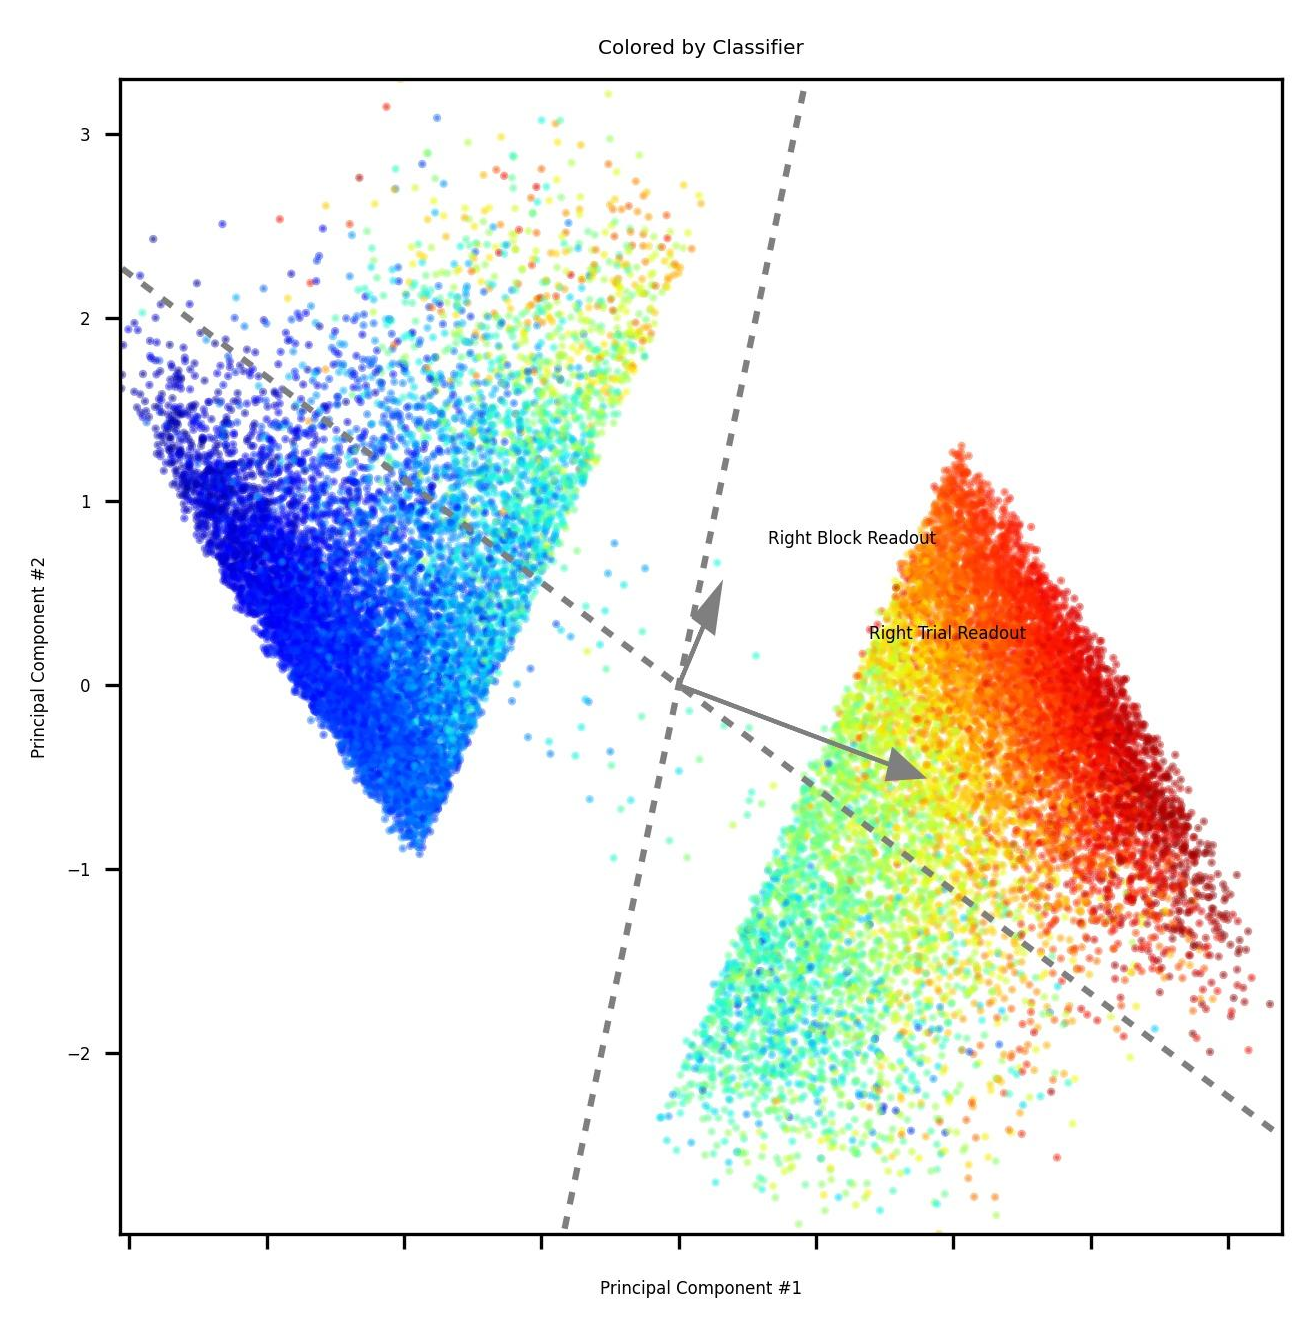 Colored by Classifier
3
2
1
Right Block Readout
Right Trial Readout
0
−1
−2
Principal Component #2
Principal Component #1